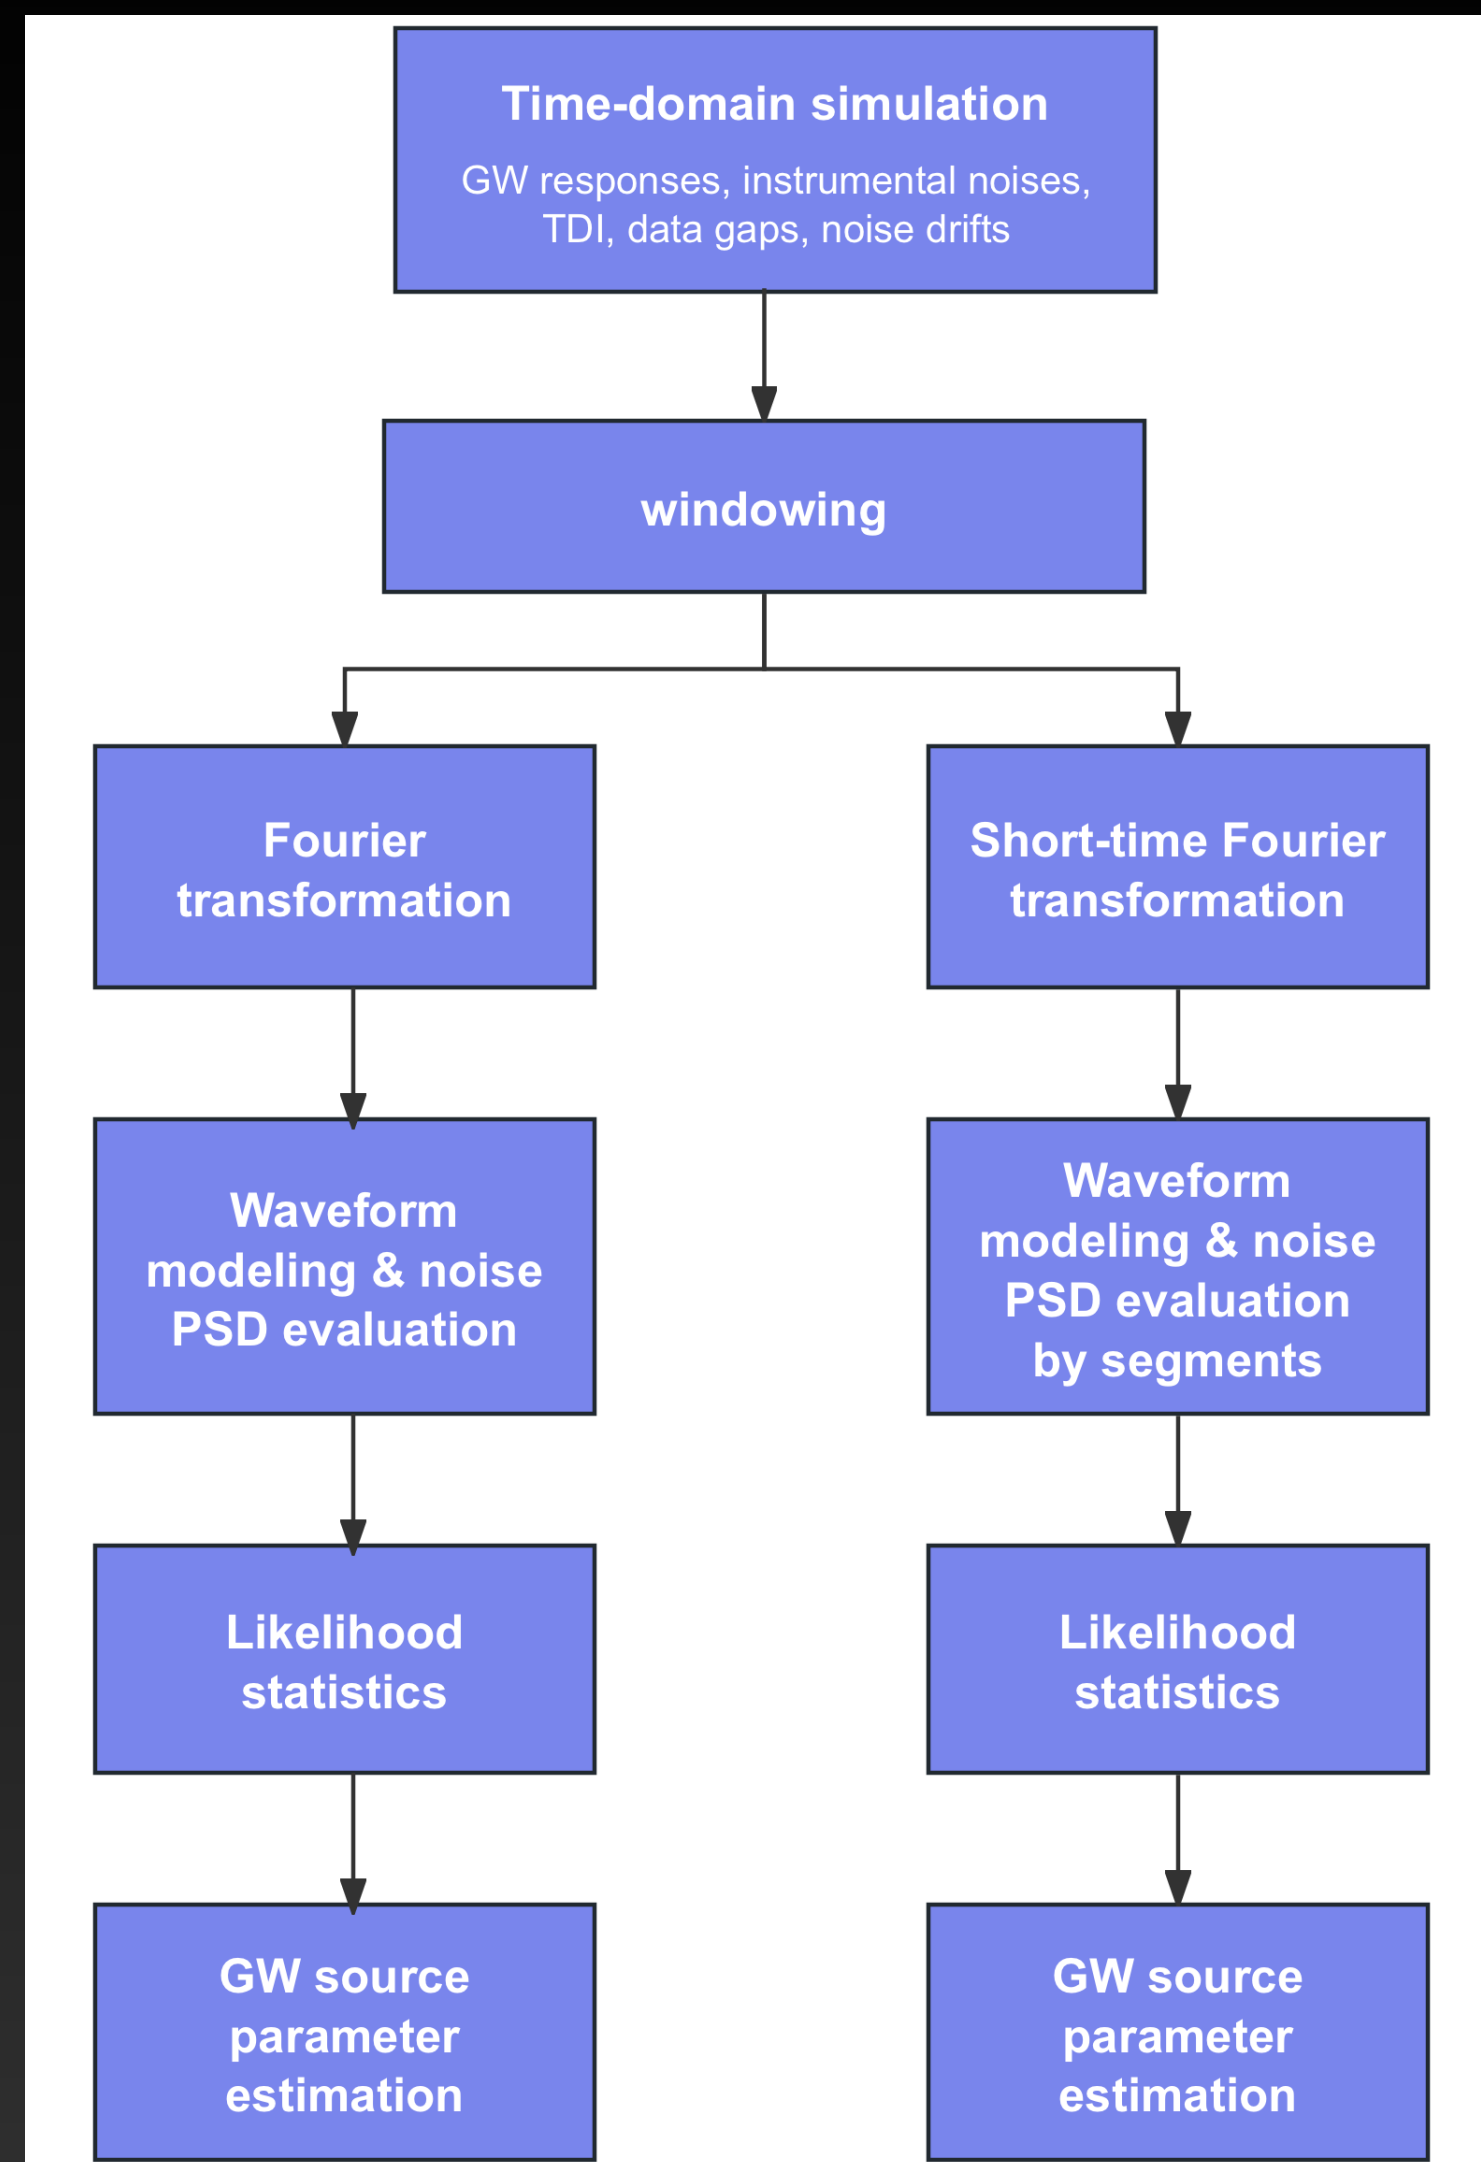 Time-domain simulation
GW responses, instrumental noises,
TDI, data gaps, noise drifts
windowing
Fourier
transformation
Short-time Fourier
transformation
Waveform
modeling & noise
PSD evaluation
Waveform
modeling & noise
PSD evaluation
by segments
Likelihood
statistics
Likelihood
statistics
GW source
parameter
estimation
GW source
parameter
estimation